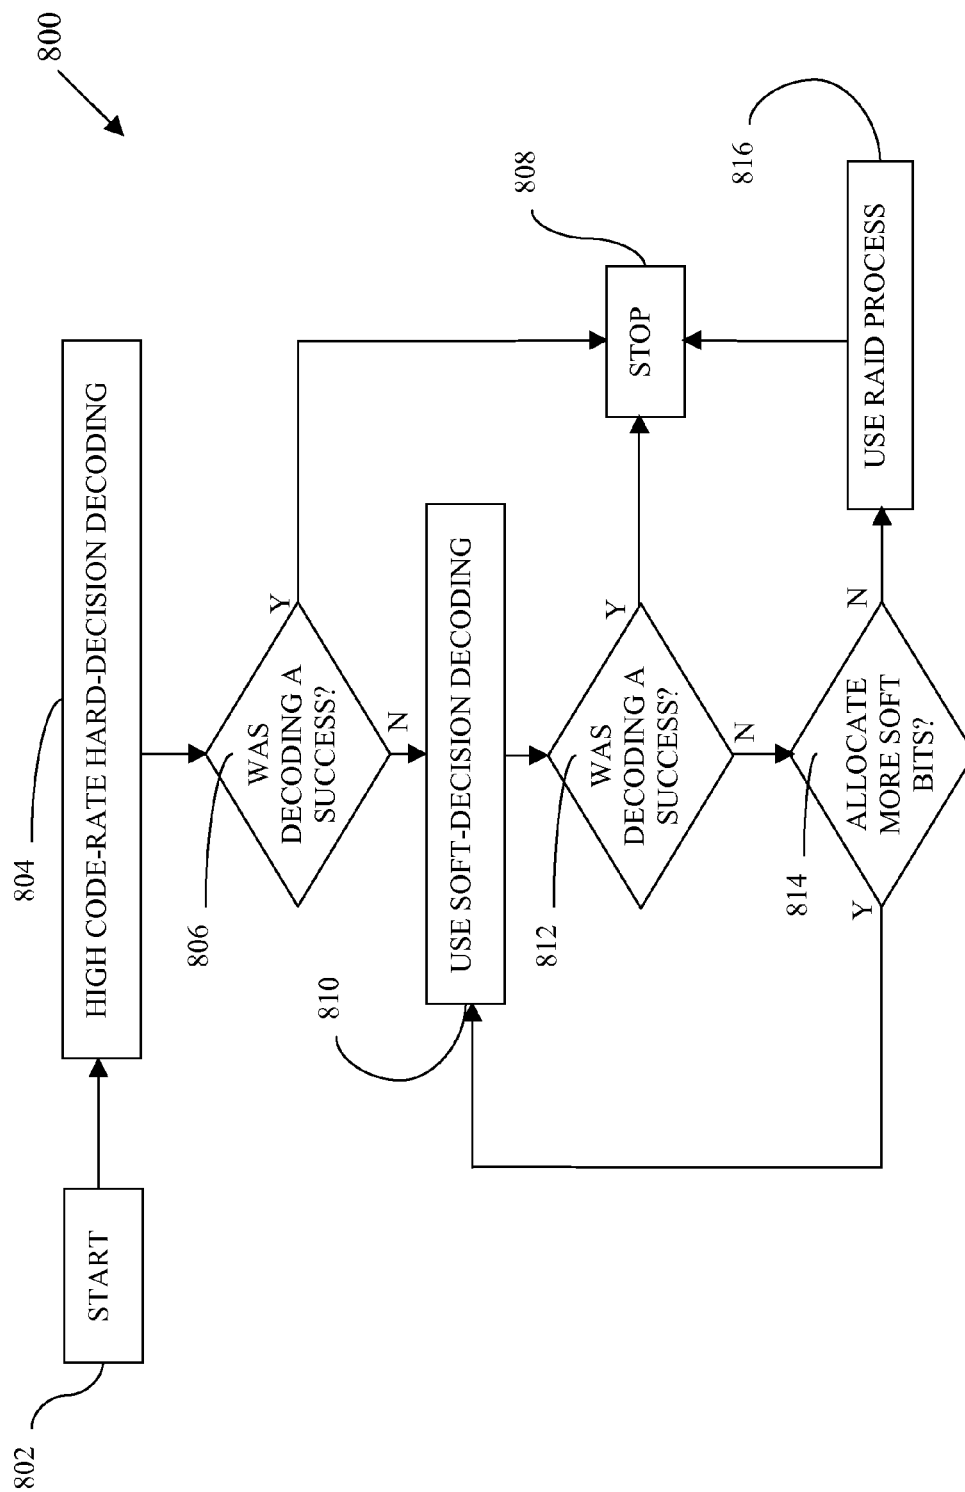 800
802
START
804
HIGH CODE-RATE HARD-DECISION DECODING
806
WAS
DECODING A
SUCCESS?
Y
N
808
STOP
810
USE SOFT-DECISION DECODING
812
WAS
DECODING A
SUCCESS?
Y
N
814
ALLOCATE
MORE SOFT
BITS?
Y
N
816
USE RAID PROCESS